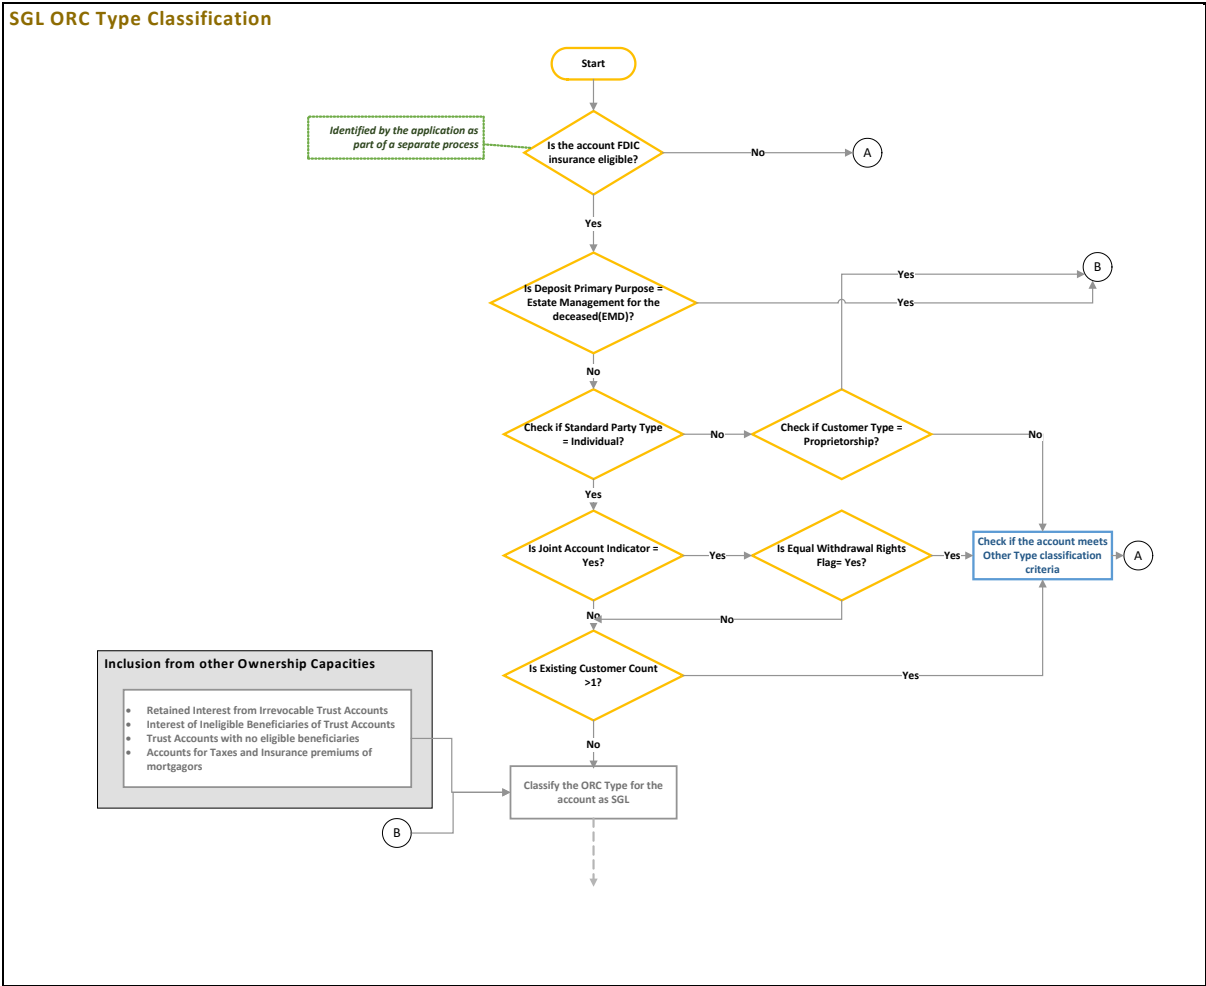 SGL ORC Type Classification
Start
Identified by the application as
part of a separate process
Is the account FDIC
insurance eligible?
No
A
Yes
Is Deposit Primary Purpose =
Estate Management for the
deceased(EMD)?
Yes
B
Yes
No
Check if Standard Party Type
= Individual?
No
Check if Customer Type =
Proprietorship?
No
Yes
Is Joint Account Indicator =
Yes?
Yes
Is Equal Withdrawal Rights
Flag= Yes?
Yes
Check if the account meets
Other Type classification
criteria
A
No
No
Is Existing Customer Count
>1?
Yes
Inclusion from other Ownership Capacities
• Retained Interest from Irrevocable Trust Accounts
• Interest of Ineligible Beneficiaries of Trust Accounts
• Trust Accounts with no eligible beneficiaries
• Accounts for Taxes and Insurance premiums of
mortgagors
No
Classify the ORC Type for the
account as SGL
B